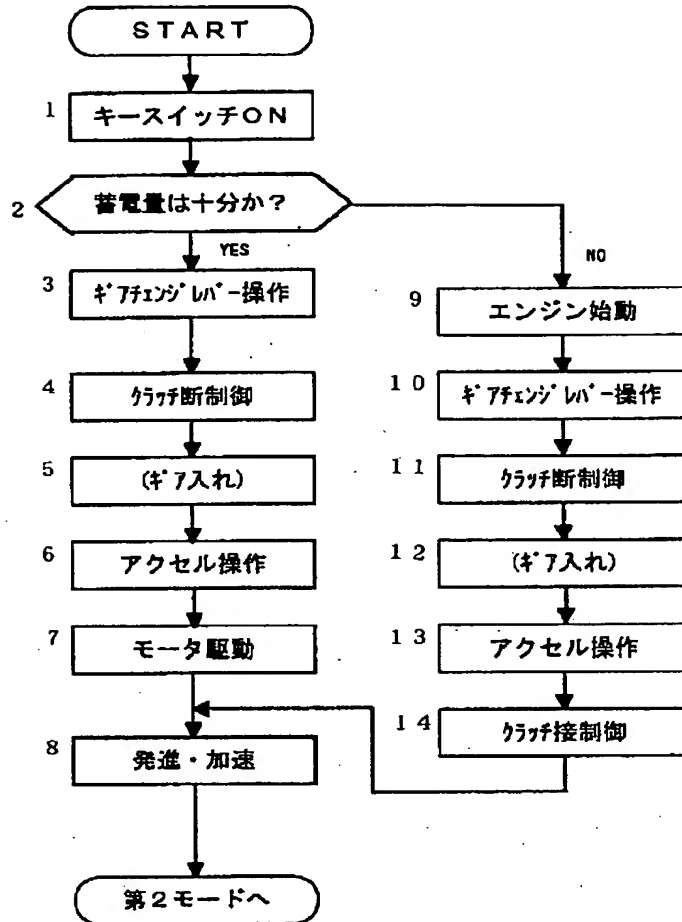 START
1 キースイッチON
2 蓄電量は十分か?
YES
NO
3 ギアチェンジレバー操作
4 クラッチ断制御
5 (ギア入れ)
6 アクセル操作
7 モータ駆動
8 発進・加速
第2モードへ
9 エンジン始動
10 ギアチェンジレバー操作
11 クラッチ断制御
12 (ギア入れ)
13 アクセル操作
14 クラッチ接制御